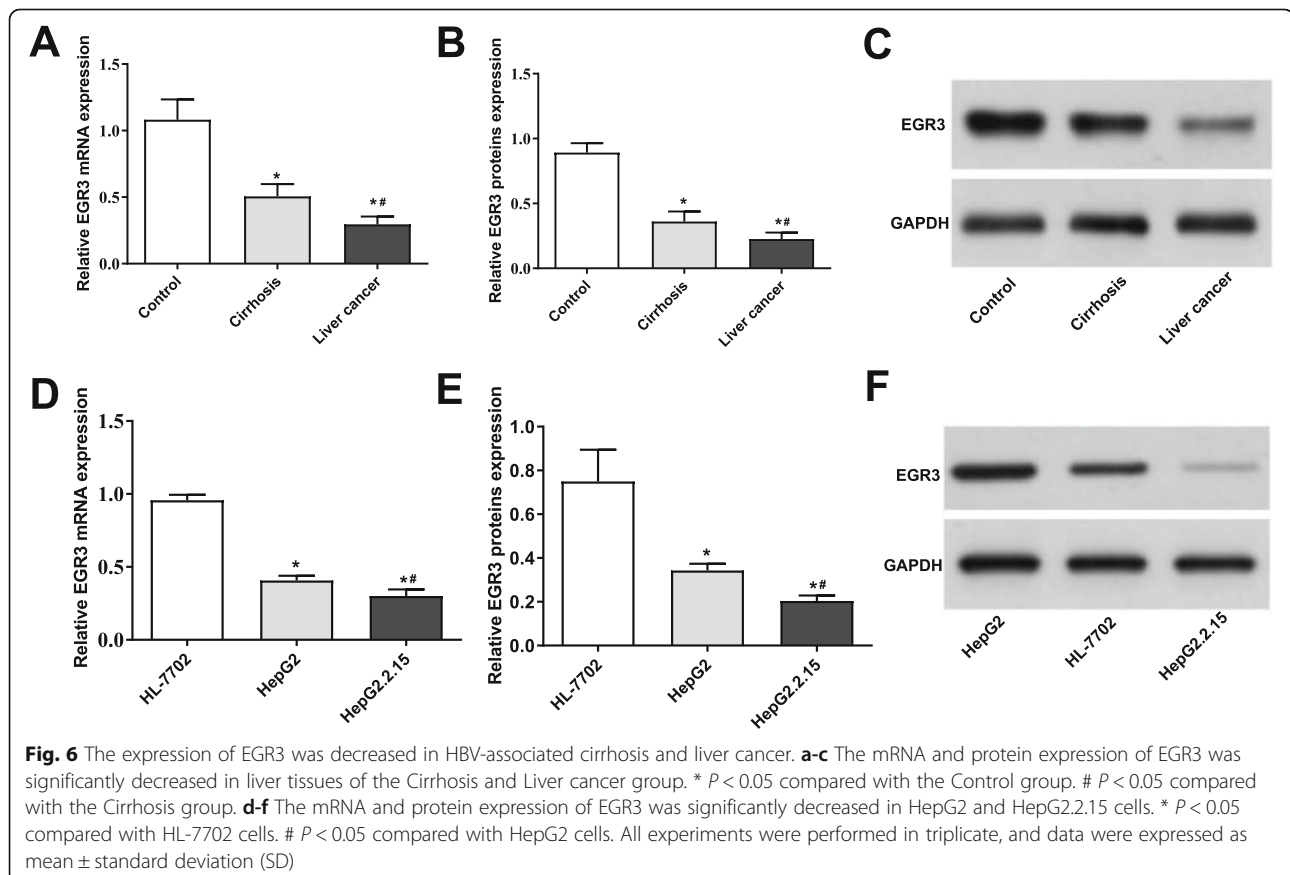 A
Relative EGR3 mRNA expression
1.5
1.0
0.5
0.0
*
*#
Control
Cirrhosis
Liver cancer
B
Relative EGR3 proteins expression
1.5
1.0
0.5
0.0
*
*#
Control
Cirrhosis
Liver cancer
C
EGR3
GAPDH
Control
Cirrhosis
Liver cancer
D
Relative EGR3 mRNA expression
1.5
1.0
0.5
0.0
*
*#
HL-7702
HepG2
HepG2.2.15
E
Relative EGR3 proteins expression
1.0
0.8
0.6
0.4
0.2
0.0
*
*#
HL-7702
HepG2
HepG2.2.15
F
EGR3
GAPDH
HepG2
HL-7702
HepG2.2.15
Fig. 6 The expression of EGR3 was decreased in HBV-associated cirrhosis and liver cancer. a-c The mRNA and protein expression of EGR3 was
significantly decreased in liver tissues of the Cirrhosis and Liver cancer group. * P < 0.05 compared with the Control group. # P < 0.05 compared
with the Cirrhosis group. d-f The mRNA and protein expression of EGR3 was significantly decreased in HepG2 and HepG2.2.15 cells. * P < 0.05
compared with HL-7702 cells. # P < 0.05 compared with HepG2 cells. All experiments were performed in triplicate, and data were expressed as
mean ± standard deviation (SD)